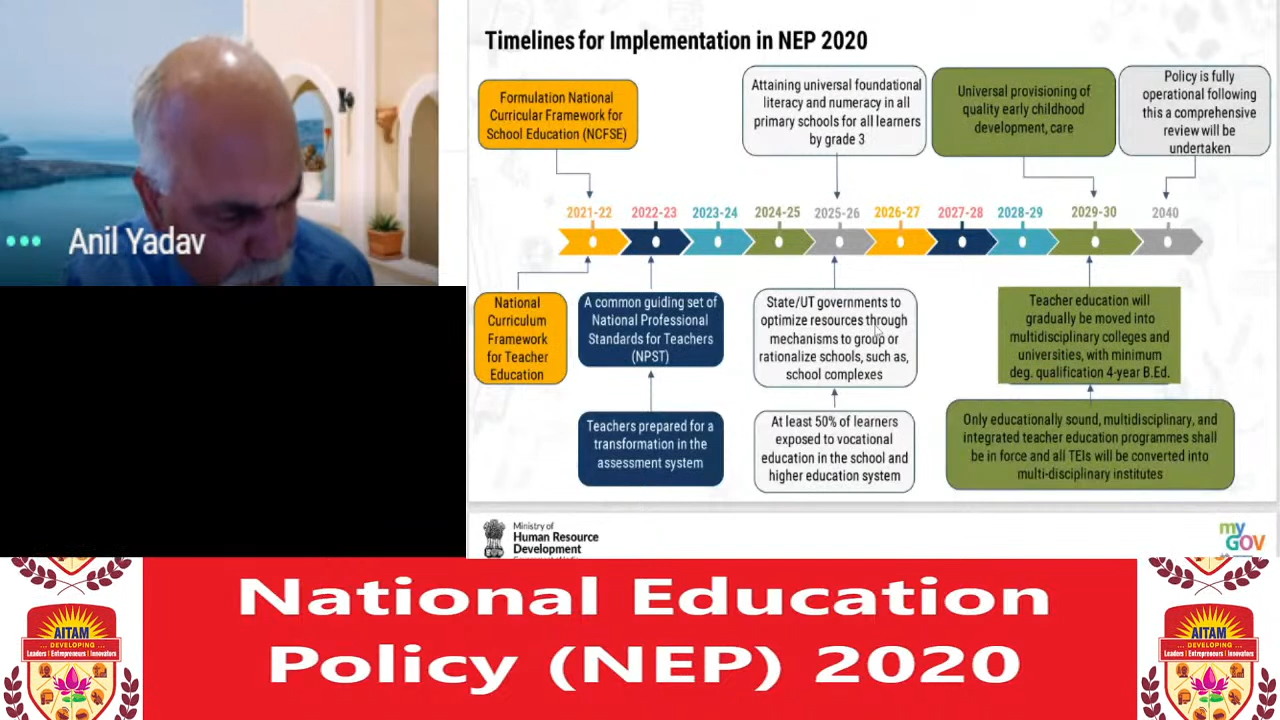 Timelines for Implementation in NEP 2020
Formulation National
Curricular Framework for
School Education (NCFSE)
Attaining universal foundational
literacy and numeracy in all
primary schools for all learners
by grade 3
Universal provisioning of
quality early childhood
development, care
Policy is fully
operational following
this a comprehensive
review will be
undertaken
2021-22
2022-23
2023-24
2024-25
2025-26
2026-27
2027-28
2028-29
2029-30
2040
Anil Yadav
National
Curriculum
Framework
for Teacher
Education
A common guiding set of
National Professional
Standards for Teachers
(NPST)
Teachers prepared for a
transformation in the
assessment system
State/UT governments to
optimize resources through
mechanisms to group or
rationalize schools, such as,
school complexes
At least 50% of learners
exposed to vocational
education in the school and
higher education system
Teacher education will
gradually be moved into
multidisciplinary colleges and
universities, with minimum
deg. qualification 4-year B.Ed.
Only educationally sound, multidisciplinary, and
integrated teacher education programmes shall
be in force and all TEIs will be converted into
multi-disciplinary institutes
Ministry of
Human Resource
Development
my
GOV
National Education
Policy (NEP) 2020
AITAM
... DEVELOPING ...
Leaders | Entrepreneurs | Innovators
AITAM
... DEVELOPING ...
Leaders | Entrepreneurs | Innovators